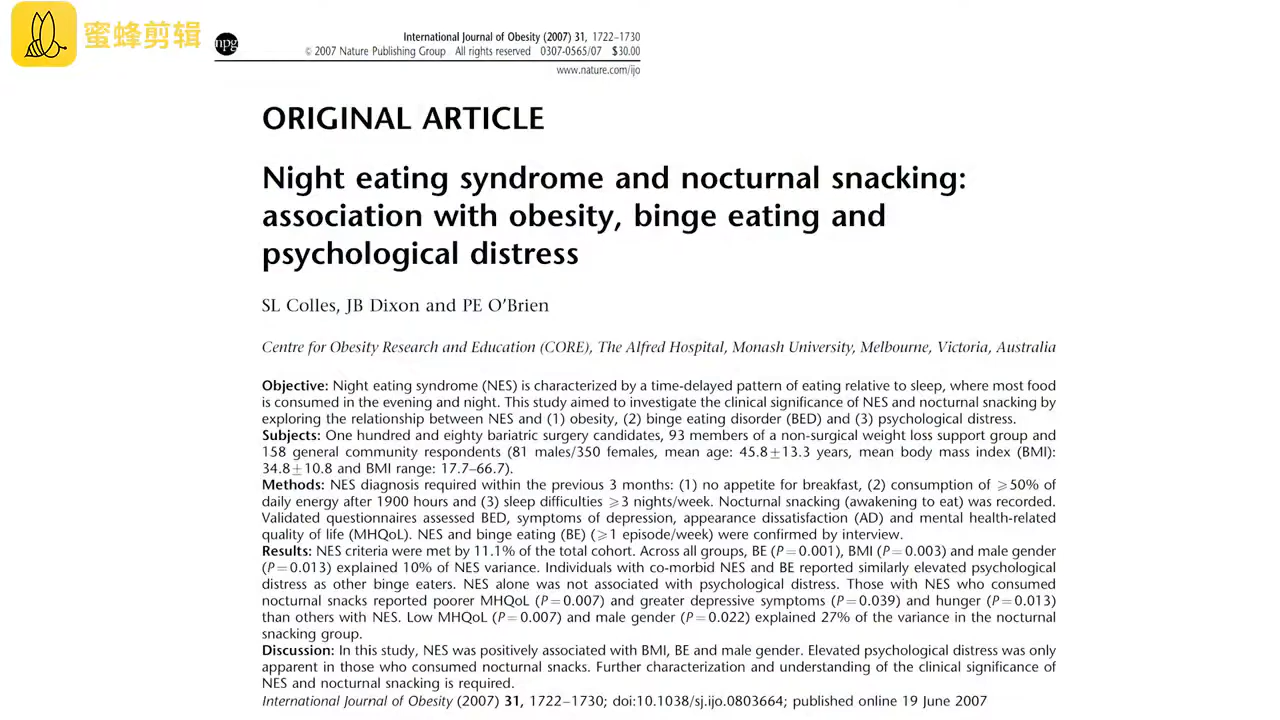 蜜蜂剪辑
npg
International Journal of Obesity (2007) 31, 1722–1730
© 2007 Nature Publishing Group All rights reserved 0307-0565/07 $30.00
www.nature.com/ijo
ORIGINAL ARTICLE
Night eating syndrome and nocturnal snacking:
association with obesity, binge eating and
psychological distress
SL Colles, JB Dixon and PE O’Brien
Centre for Obesity Research and Education (CORE), The Alfred Hospital, Monash University, Melbourne, Victoria, Australia
Objective: Night eating syndrome (NES) is characterized by a time-delayed pattern of eating relative to sleep, where most food
is consumed in the evening and night. This study aimed to investigate the clinical significance of NES and nocturnal snacking by
exploring the relationship between NES and (1) obesity, (2) binge eating disorder (BED) and (3) psychological distress.
Subjects: One hundred and eighty bariatric surgery candidates, 93 members of a non-surgical weight loss support group and
158 general community respondents (81 males/350 females, mean age: 45.8±13.3 years, mean body mass index (BMI):
34.8±10.8 and BMI range: 17.7–66.7).
Methods: NES diagnosis required within the previous 3 months: (1) no appetite for breakfast, (2) consumption of ⩾50% of
daily energy after 1900 hours and (3) sleep difficulties ⩾3 nights/week. Nocturnal snacking (awakening to eat) was recorded.
Validated questionnaires assessed BED, symptoms of depression, appearance dissatisfaction (AD) and mental health-related
quality of life (MHQoL). NES and binge eating (BE) (⩾1 episode/week) were confirmed by interview.
Results: NES criteria were met by 11.1% of the total cohort. Across all groups, BE (P=0.001), BMI (P=0.003) and male gender
(P=0.013) explained 10% of NES variance. Individuals with co-morbid NES and BE reported similarly elevated psychological
distress as other binge eaters. NES alone was not associated with psychological distress. Those with NES who consumed
nocturnal snacks reported poorer MHQoL (P=0.007) and greater depressive symptoms (P=0.039) and hunger (P=0.013)
than others with NES. Low MHQoL (P=0.007) and male gender (P=0.022) explained 27% of the variance in the nocturnal
snacking group.
Discussion: In this study, NES was positively associated with BMI, BE and male gender. Elevated psychological distress was only
apparent in those who consumed nocturnal snacks. Further characterization and understanding of the clinical significance of
NES and nocturnal snacking is required.
International Journal of Obesity (2007) 31, 1722–1730; doi:10.1038/sj.ijo.0803664; published online 19 June 2007